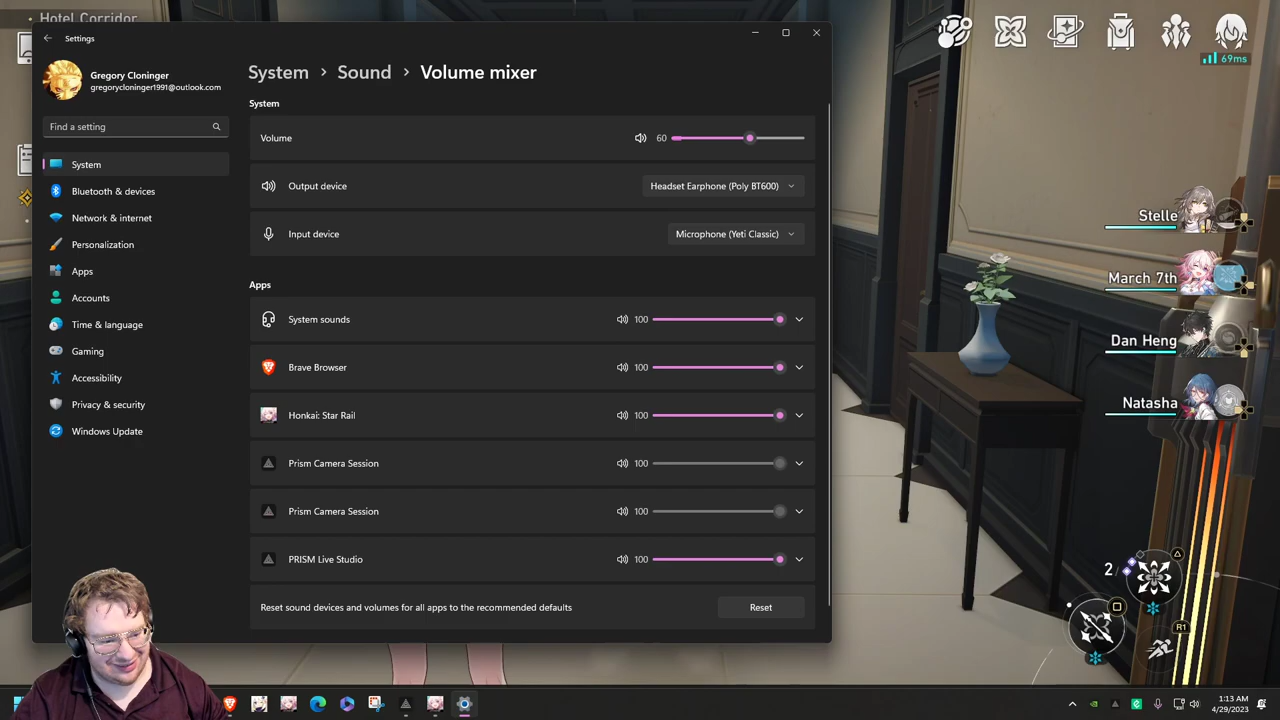 Hotel Corridor
Settings
Gregory Cloninger
gregorycloninger1991@outlook.com
Find a setting
System
Bluetooth & devices
Network & internet
Personalization
Apps
Accounts
Time & language
Gaming
Accessibility
Privacy & security
Windows Update
System > Sound > Volume mixer
System
Volume
60
Output device
Headset Earphone (Poly BT600)
Input device
Microphone (Yeti Classic)
Apps
System sounds
100
Brave Browser
100
Honkai: Star Rail
100
Prism Camera Session
100
Prism Camera Session
100
PRISM Live Studio
100
Reset sound devices and volumes for all apps to the recommended defaults
Reset
69ms
Stelle
March 7th
Dan Heng
Natasha
2 /
R1
1:13 AM
4/29/2023